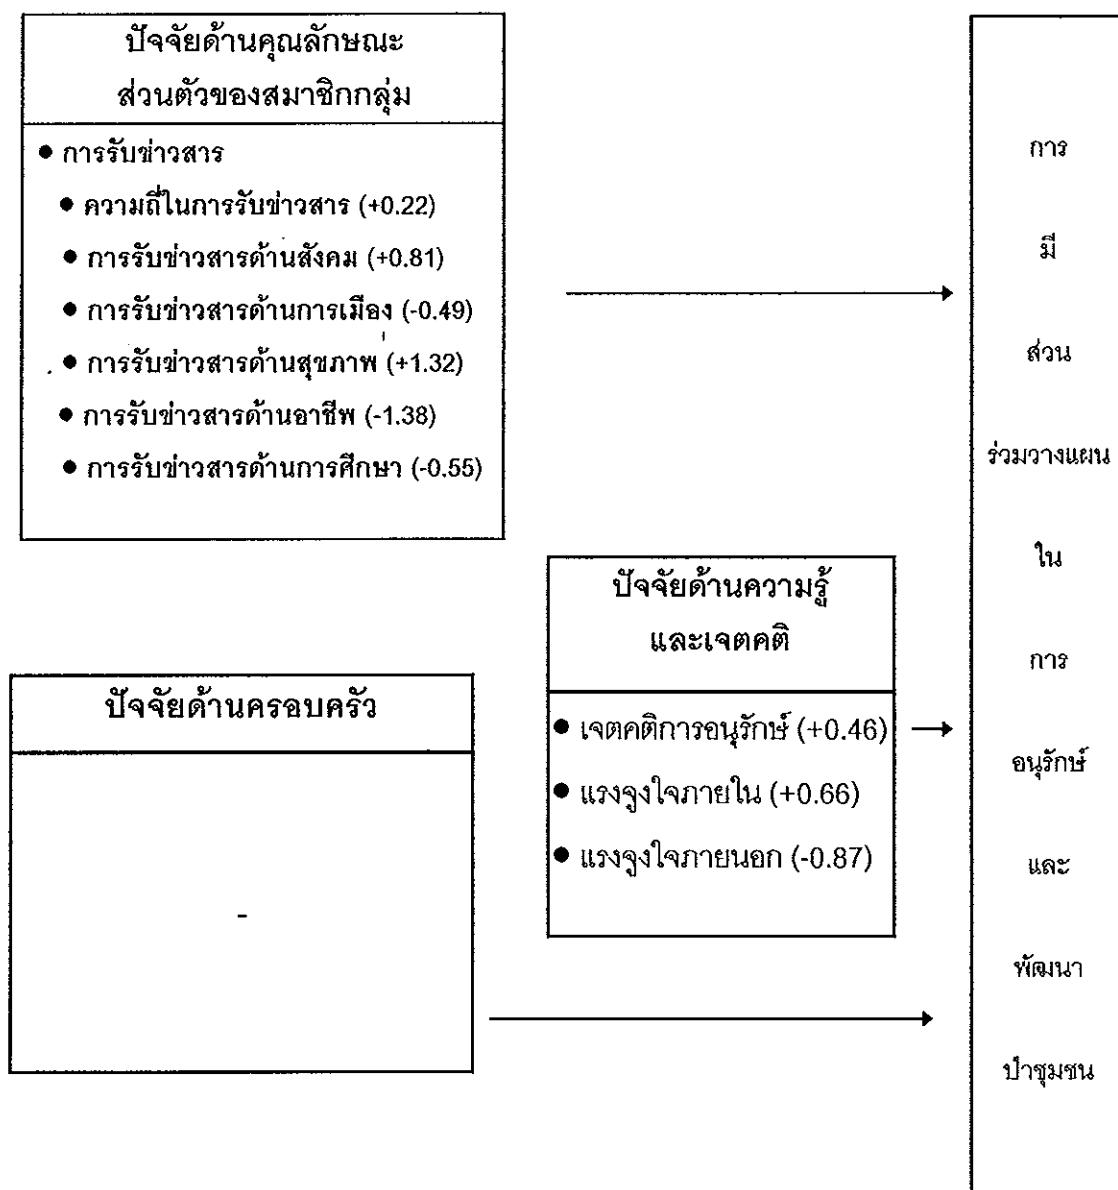 ปัจจัยด้านคุณลักษณะ
ส่วนตัวของสมาชิกกลุ่ม
● การรับข่าวสาร
● ความถี่ในการรับข่าวสาร (+0.22)
● การรับข่าวสารด้านสังคม (+0.81)
● การรับข่าวสารด้านการเมือง (-0.49)
● การรับข่าวสารด้านสุขภาพ (+1.32)
● การรับข่าวสารด้านอาชีพ (-1.38)
● การรับข่าวสารด้านการศึกษา (-0.55)
ปัจจัยด้านครอบครัว
-
ปัจจัยด้านความรู้
และเจตคติ
● เจตคติการอนุรักษ์ (+0.46)
● แรงจูงใจภายใน (+0.66)
● แรงจูงใจภายนอก (-0.87)
การ
มี
ส่วน
ร่วมวางแผน
ใน
การ
อนุรักษ์
และ
พัฒนา
ป่าชุมชน